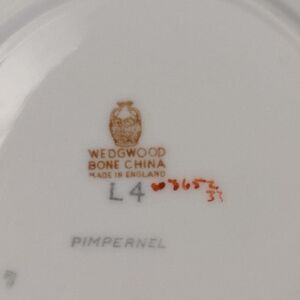 WEDGWOOD
BONE CHINA
MADE IN ENGLAND
L4
PIMPERNEL